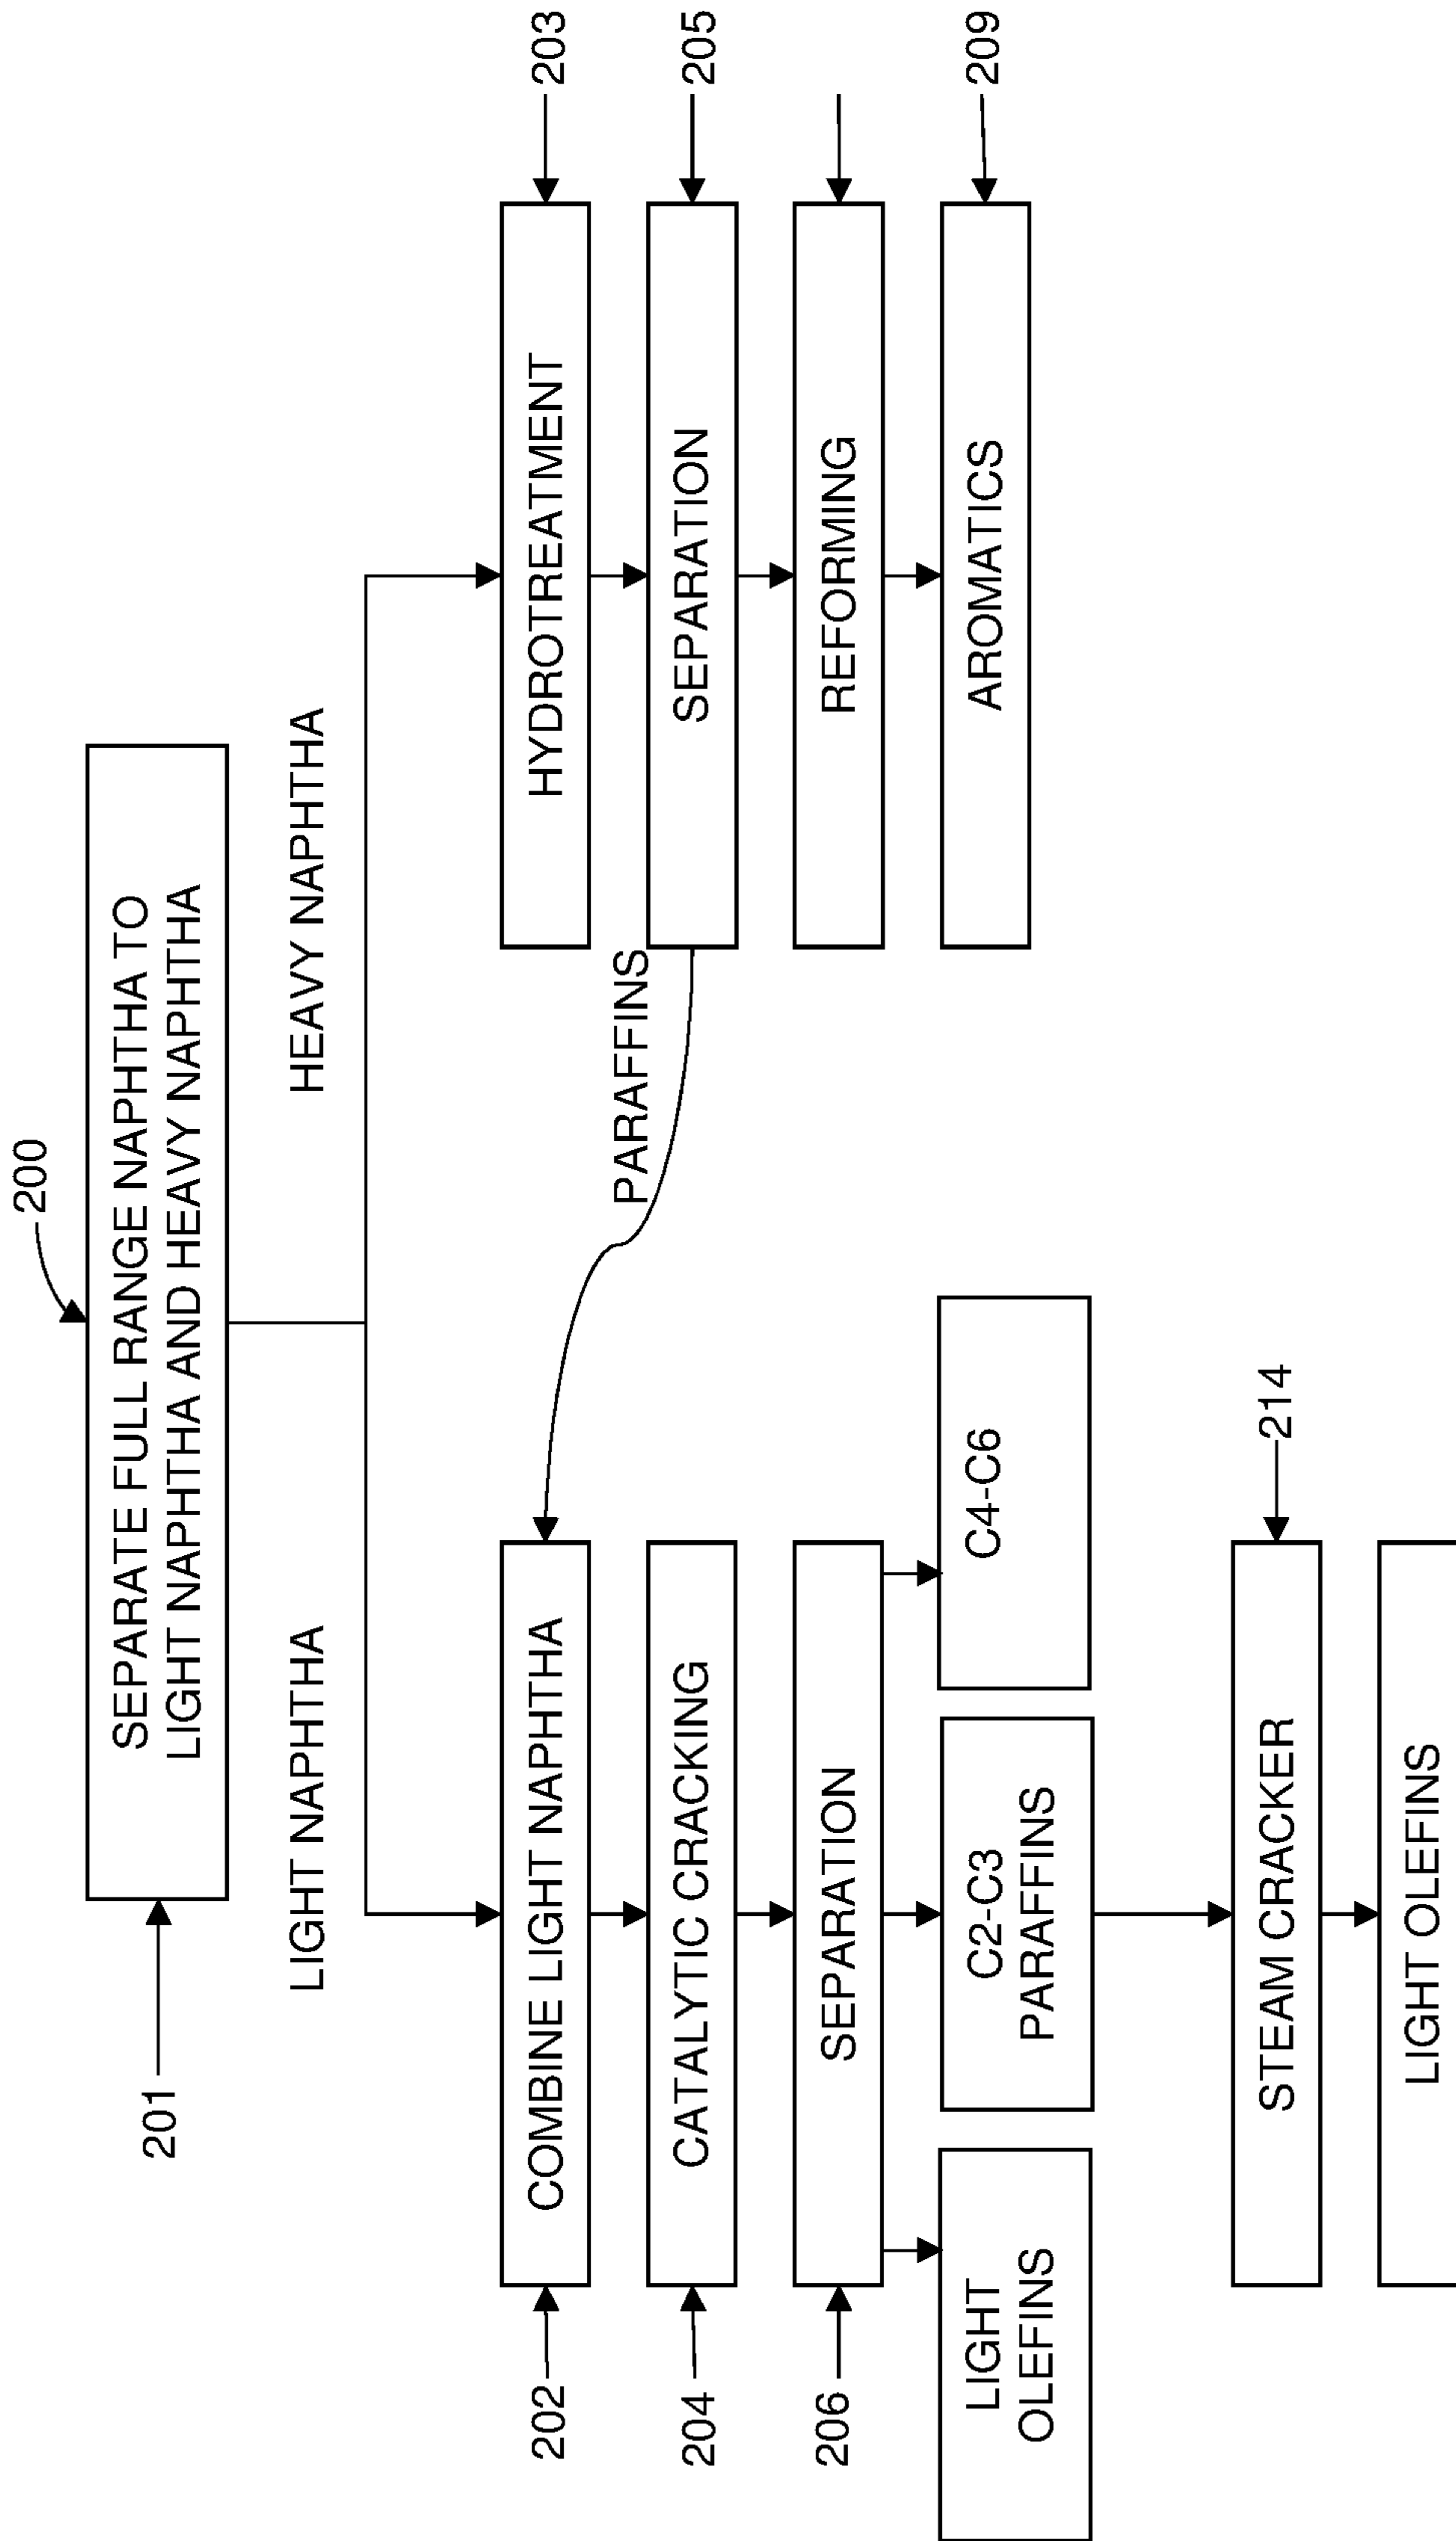 200
201
SEPARATE FULL RANGE NAPHTHA TO
LIGHT NAPHTHA AND HEAVY NAPHTHA
LIGHT NAPHTHA
HEAVY NAPHTHA
202
COMBINE LIGHT NAPHTHA
PARAFFINS
HYDROTREATMENT
203
204
CATALYTIC CRACKING
SEPARATION
205
206
SEPARATION
REFORMING
LIGHT
OLEFINS
C2-C3
PARAFFINS
C4-C6
AROMATICS
209
STEAM CRACKER
214
LIGHT OLEFINS